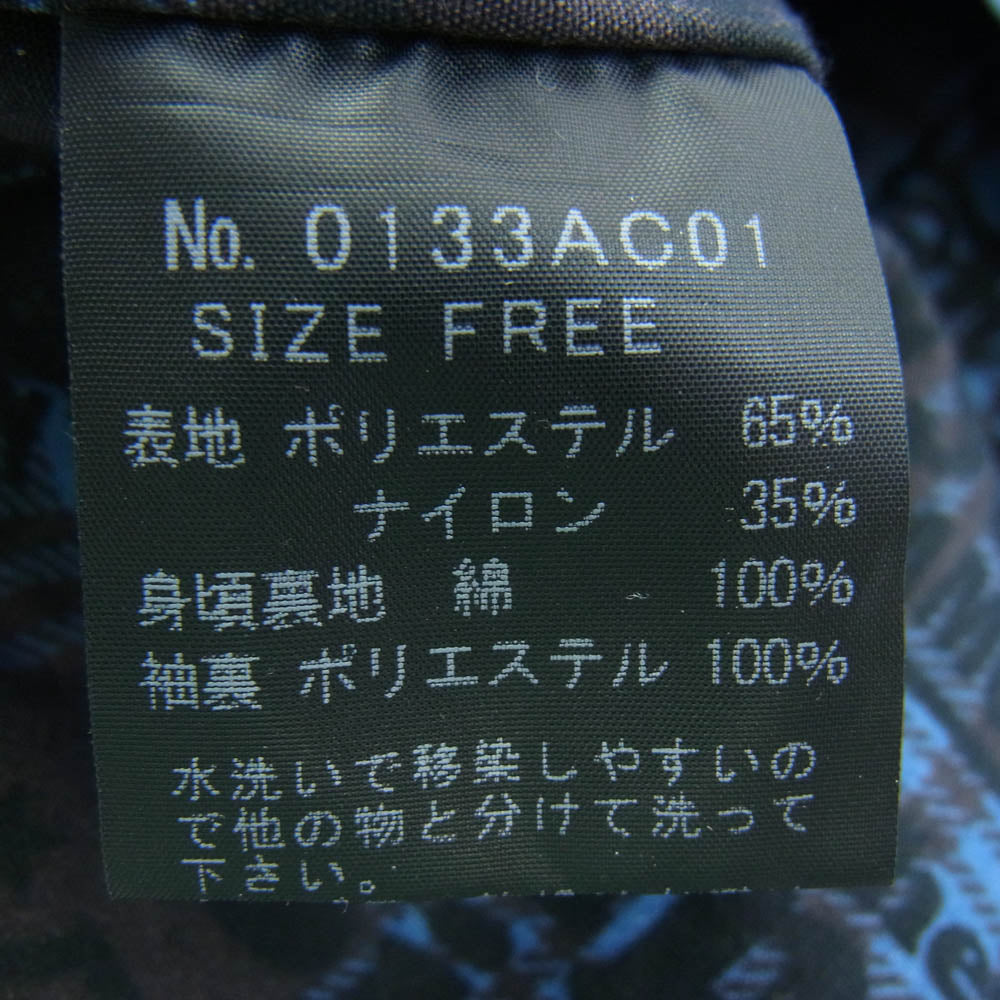 No. 0133AC01
SIZE FREE
表地 ポリエステル 65%
ナイロン 35%
身頃裏地 綿 100%
袖裏 ポリエステル 100%
水洗いで移染しやすいの
で他の物と分けて洗って
下さい。